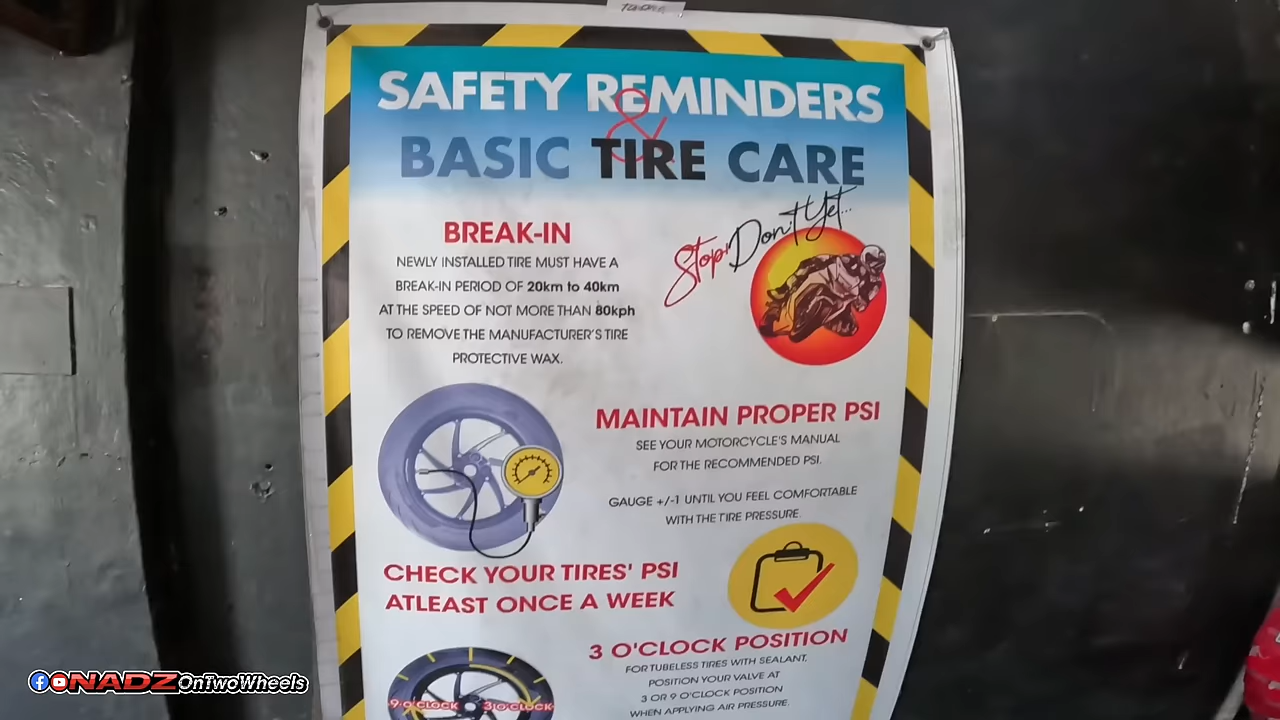 SAFETY REMINDERS
&
BASIC TIRE CARE
Stop! Don't Yet...
BREAK-IN
NEWLY INSTALLED TIRE MUST HAVE A
BREAK-IN PERIOD OF 20km to 40km
AT THE SPEED OF NOT MORE THAN 80kph
TO REMOVE THE MANUFACTURER'S TIRE
PROTECTIVE WAX.
MAINTAIN PROPER PSI
SEE YOUR MOTORCYCLE'S MANUAL
FOR THE RECOMMENDED PSI.
GAUGE +/-1 UNTIL YOU FEEL COMFORTABLE
WITH THE TIRE PRESSURE.
CHECK YOUR TIRES' PSI
ATLEAST ONCE A WEEK
3 O'CLOCK POSITION
FOR TUBELESS TIRES WITH SEALANT,
POSITION YOUR VALVE AT
3 OR 9 O'CLOCK POSITION
WHEN APPLYING AIR PRESSURE.
9 O'CLOCK 3 O'CLOCK
NADZ OnTwoWheels